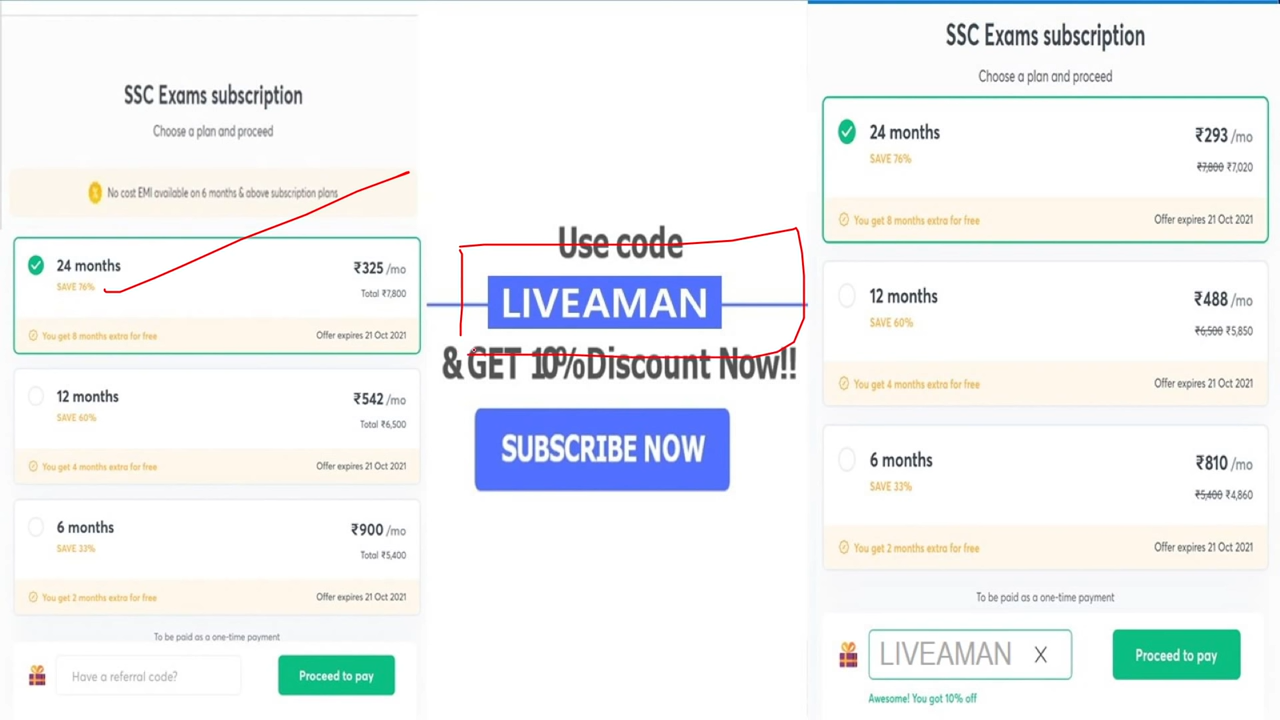 SSC Exams subscription
Choose a plan and proceed
No cost EMI available on 6 months & above subscription plans
24 months
₹325 /mo
SAVE 76%
Total ₹7,800
You get 8 months extra for free
Offer expires 21 Oct 2021
12 months
₹542 /mo
SAVE 60%
Total ₹6,500
You get 4 months extra for free
Offer expires 21 Oct 2021
6 months
₹900 /mo
SAVE 33%
Total ₹5,400
You get 2 months extra for free
Offer expires 21 Oct 2021
To be paid as a one-time payment
Have a referral code?
Proceed to pay
Use code
LIVEAMAN
& GET 10% Discount Now!!
SUBSCRIBE NOW
SSC Exams subscription
Choose a plan and proceed
24 months
₹293 /mo
SAVE 76%
₹7,800 ₹7,020
You get 8 months extra for free
Offer expires 21 Oct 2021
12 months
₹488 /mo
SAVE 60%
₹6,500 ₹5,850
You get 4 months extra for free
Offer expires 21 Oct 2021
6 months
₹810 /mo
SAVE 33%
₹5,400 ₹4,860
You get 2 months extra for free
Offer expires 21 Oct 2021
To be paid as a one-time payment
LIVEAMAN X
Proceed to pay
Awesome! You got 10% off